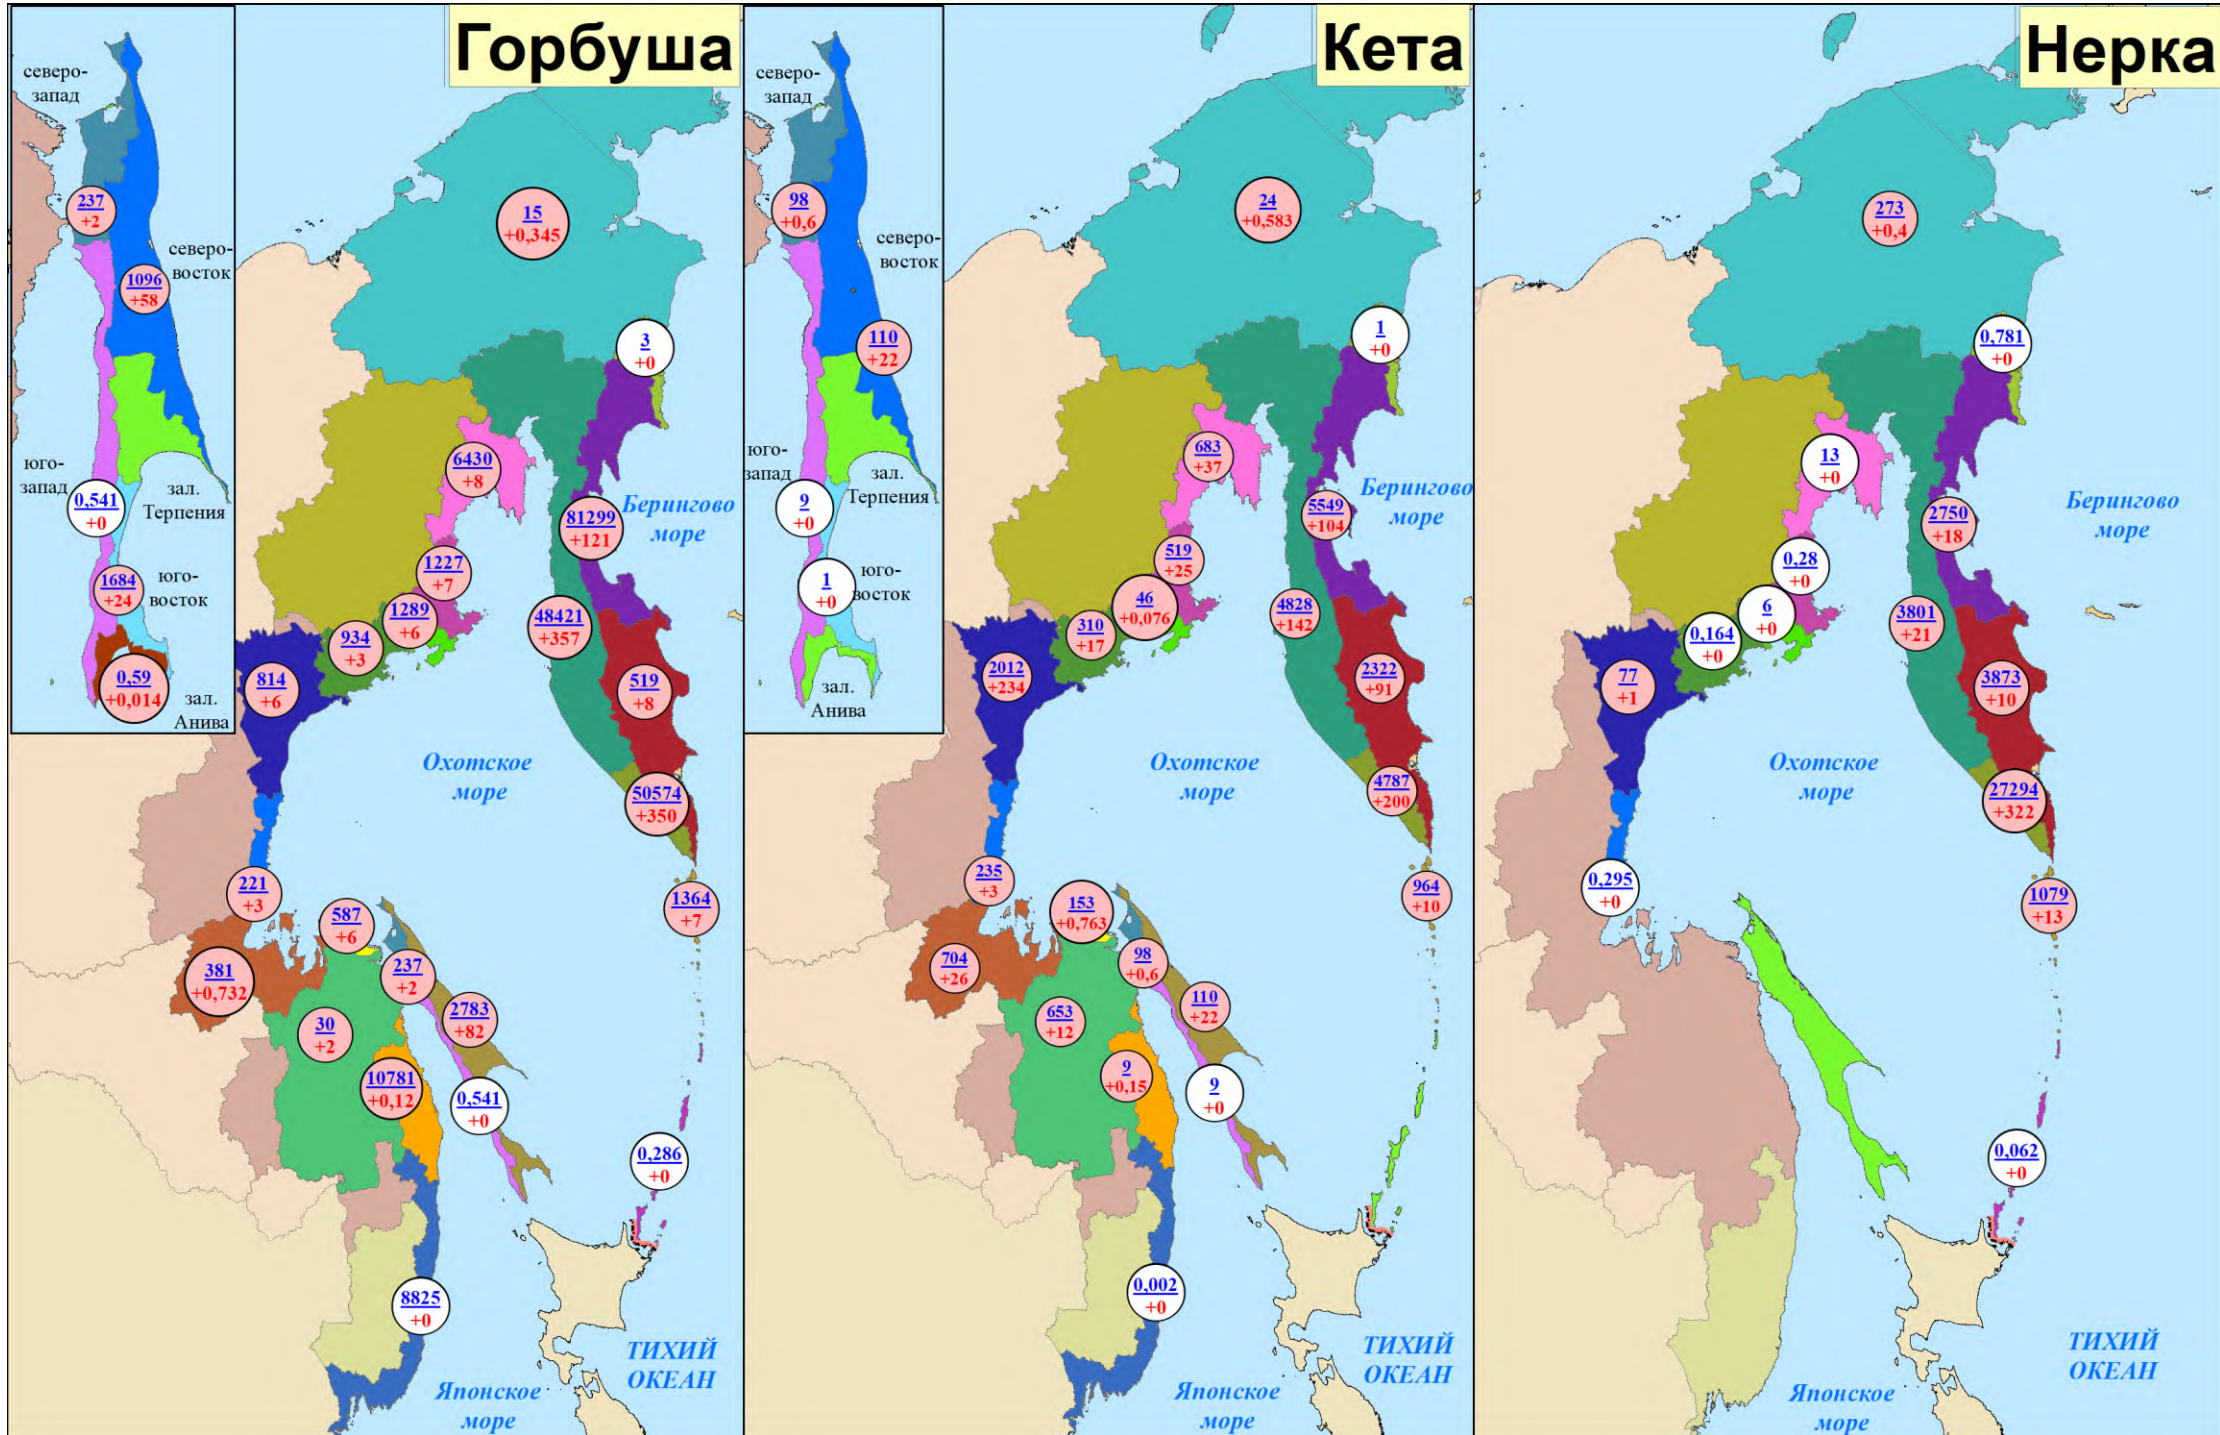 Горбуша
северо-
запад
237
+2
северо-
восток
1096
+58
юго-
запад
0,541
+0
зал.
Терпения
1684
+24
юго-
восток
0,59
+0,014
зал.
Анива
15
+0,345
3
+0
6430
+8
81299
+121
Берингово
море
1227
+7
1289
+6
934
+3
48421
+357
814
+6
519
+8
Охотское
море
50574
+350
221
+3
587
+6
1364
+7
381
+0,732
237
+2
30
+2
2783
+82
10781
+0,12
0,541
+0
0,286
+0
8825
+0
ТИХИЙ
ОКЕАН
Японское
море
Кета
северо-
запад
98
+0,6
северо-
восток
110
+22
юго-
запад
9
+0
зал.
Терпения
1
+0
юго-
восток
зал.
Анива
24
+0,583
1
+0
683
+37
5549
+104
Берингово
море
519
+25
46
+0,076
310
+17
4828
+142
2012
+234
2322
+91
Охотское
море
4787
+200
235
+3
153
+0,763
964
+10
704
+26
98
+0,6
653
+12
110
+22
9
+0,15
9
+0
0,002
+0
ТИХИЙ
ОКЕАН
Японское
море
Нерка
273
+0,4
0,781
+0
13
+0
2750
+18
Берингово
море
0,28
+0
6
+0
0,164
+0
3801
+21
77
+1
3873
+10
Охотское
море
27294
+322
0,295
+0
1079
+13
0,062
+0
ТИХИЙ
ОКЕАН
Японское
море